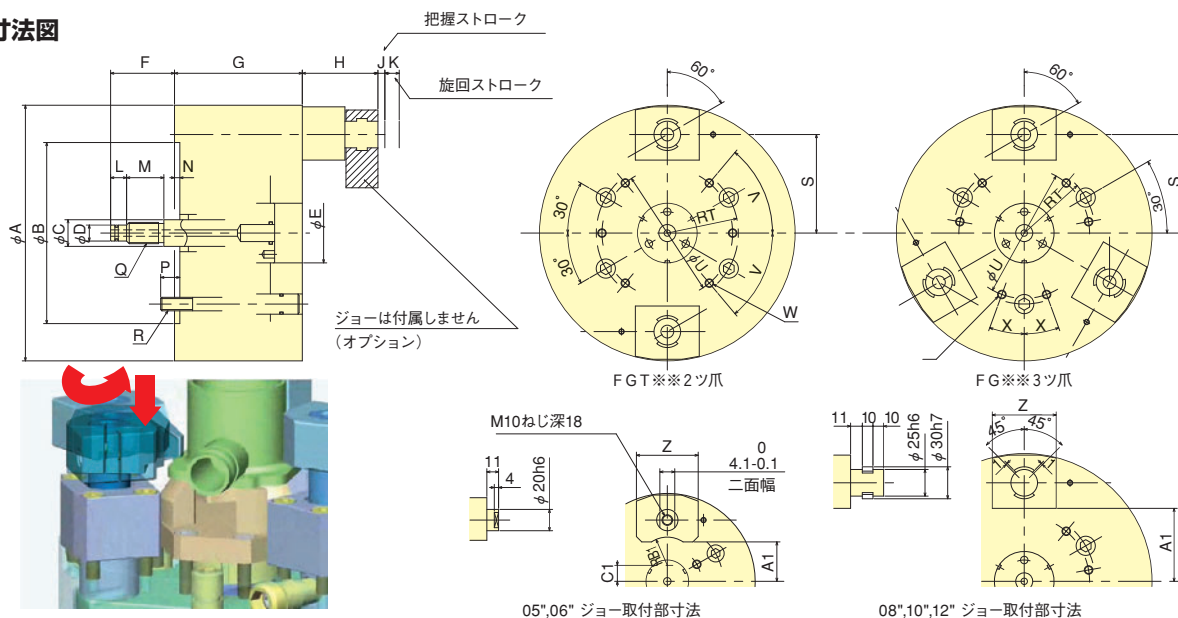 寸法図
把握ストローク
旋回ストローク
F G H J K
L M N
φA φB φC φD φE
Q P
R
ジョーは付属しません
（オプション）
60°
S
30°
30°
V
V
RT
φU
W
FGT※※2ツ爪
60°
S
30°
RT
φU
X X
FG※※3ツ爪
M10ねじ深18
Z
0
4.1-0.1
二面幅
11
4
φ20h6
RB1
C1
A1
05",06" ジョー取付部寸法
11 10 10
φ25h6
φ30h7
Z
45° 45°
A1
08",10",12" ジョー取付部寸法